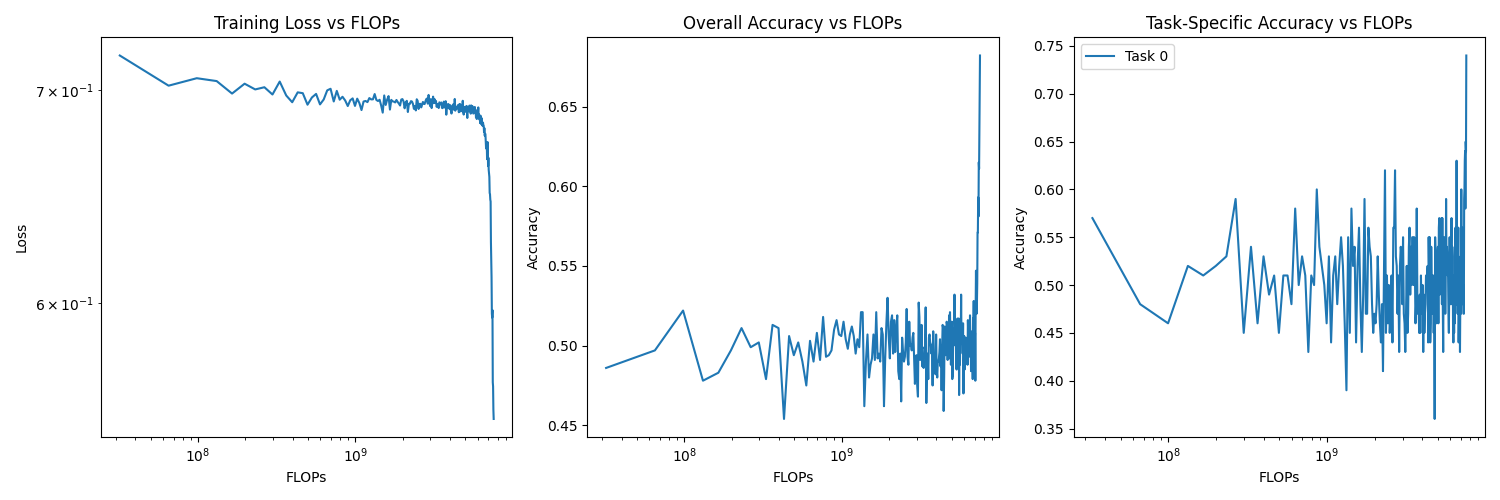 Training Loss vs FLOPs
7 × 10⁻¹
6 × 10⁻¹
Loss
10⁸
10⁹
FLOPs
Overall Accuracy vs FLOPs
0.65
0.60
0.55
0.50
0.45
Accuracy
10⁸
10⁹
FLOPs
Task-Specific Accuracy vs FLOPs
Task 0
0.75
0.70
0.65
0.60
0.55
0.50
0.45
0.40
0.35
Accuracy
10⁸
10⁹
FLOPs